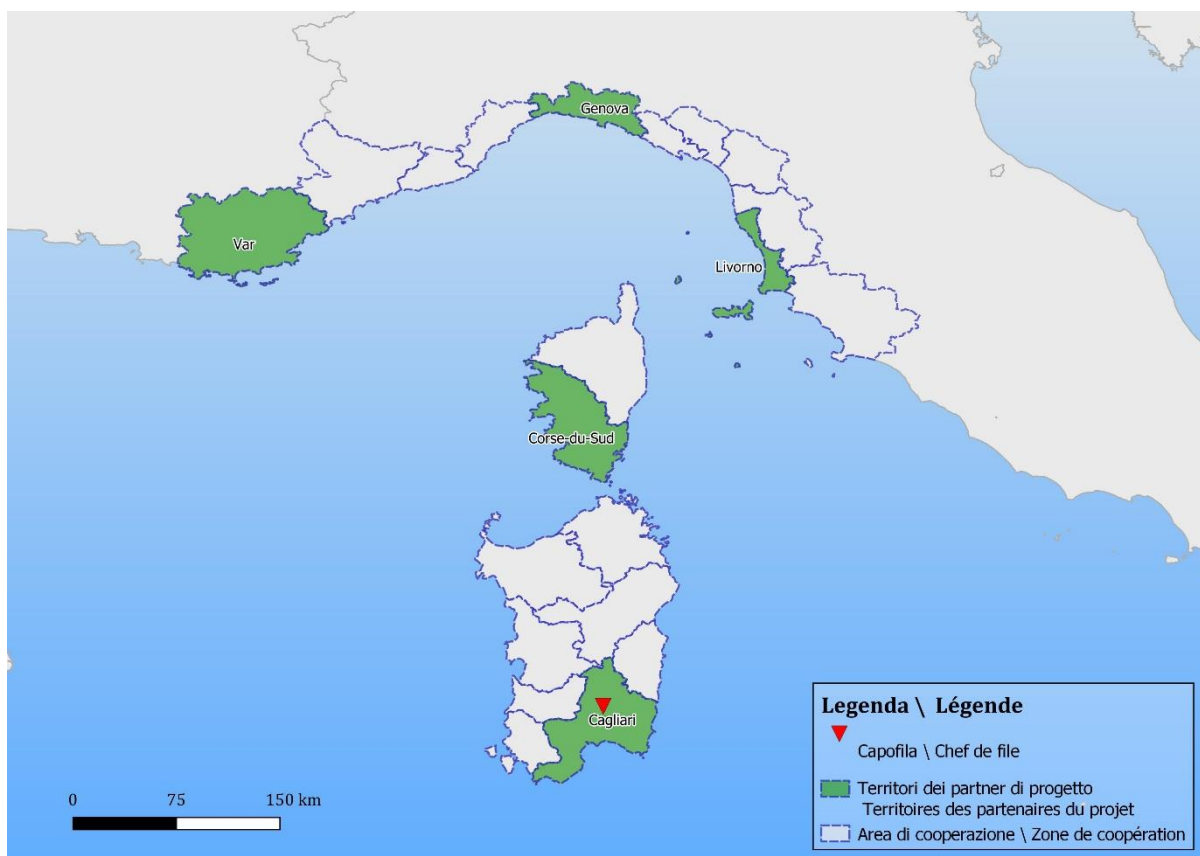 Genova
Var
Livorno
Corse-du-Sud
Cagliari
Legenda \ Légende
Capofila \ Chef de file
Territori dei partner di progetto
Territoires des partenaires du projet
Area di cooperazione \ Zone de coopération
0 75 150 km